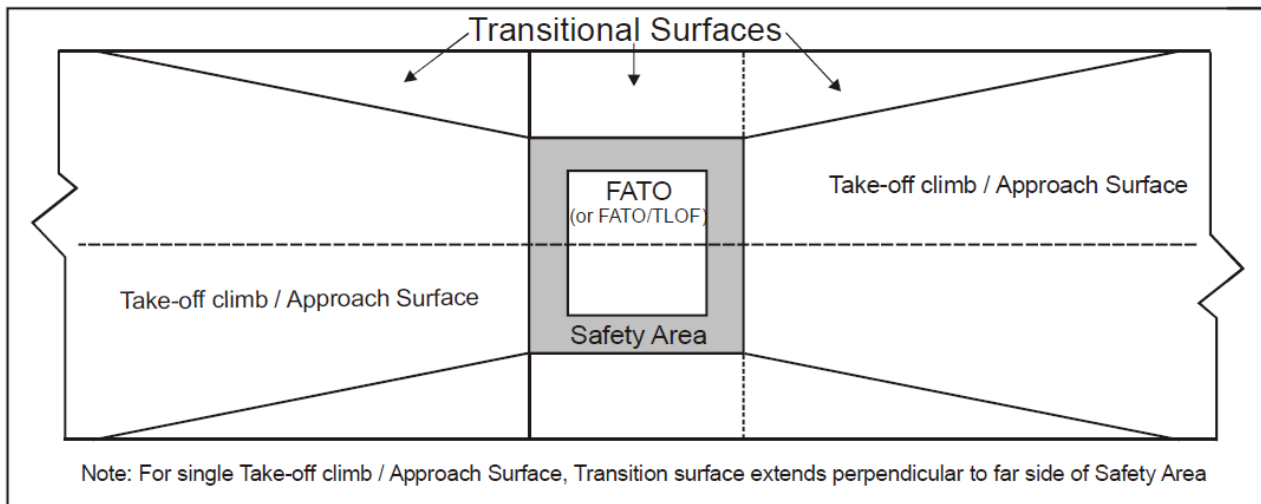 Transitional Surfaces
FATO
(or FATO/TLOF)
Take-off climb / Approach Surface
Take-off climb / Approach Surface
Safety Area
Note: For single Take-off climb / Approach Surface, Transition surface extends perpendicular to far side of Safety Area